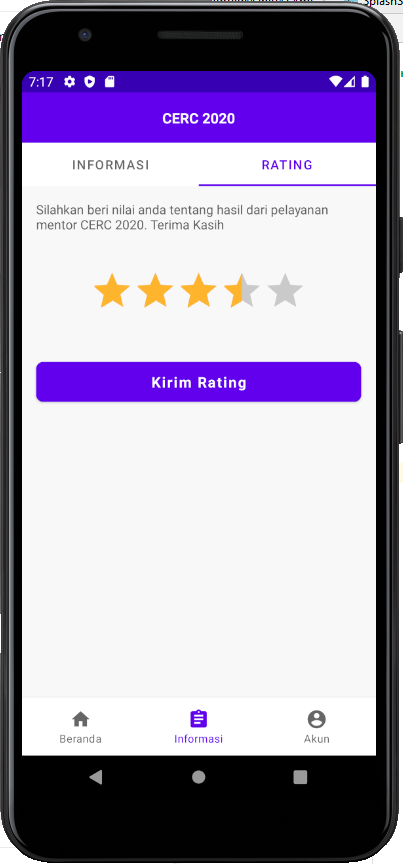 7:17
CERC 2020
INFORMASI
RATING
Silahkan beri nilai anda tentang hasil dari pelayanan
mentor CERC 2020. Terima Kasih
Kirim Rating
Beranda
Informasi
Akun